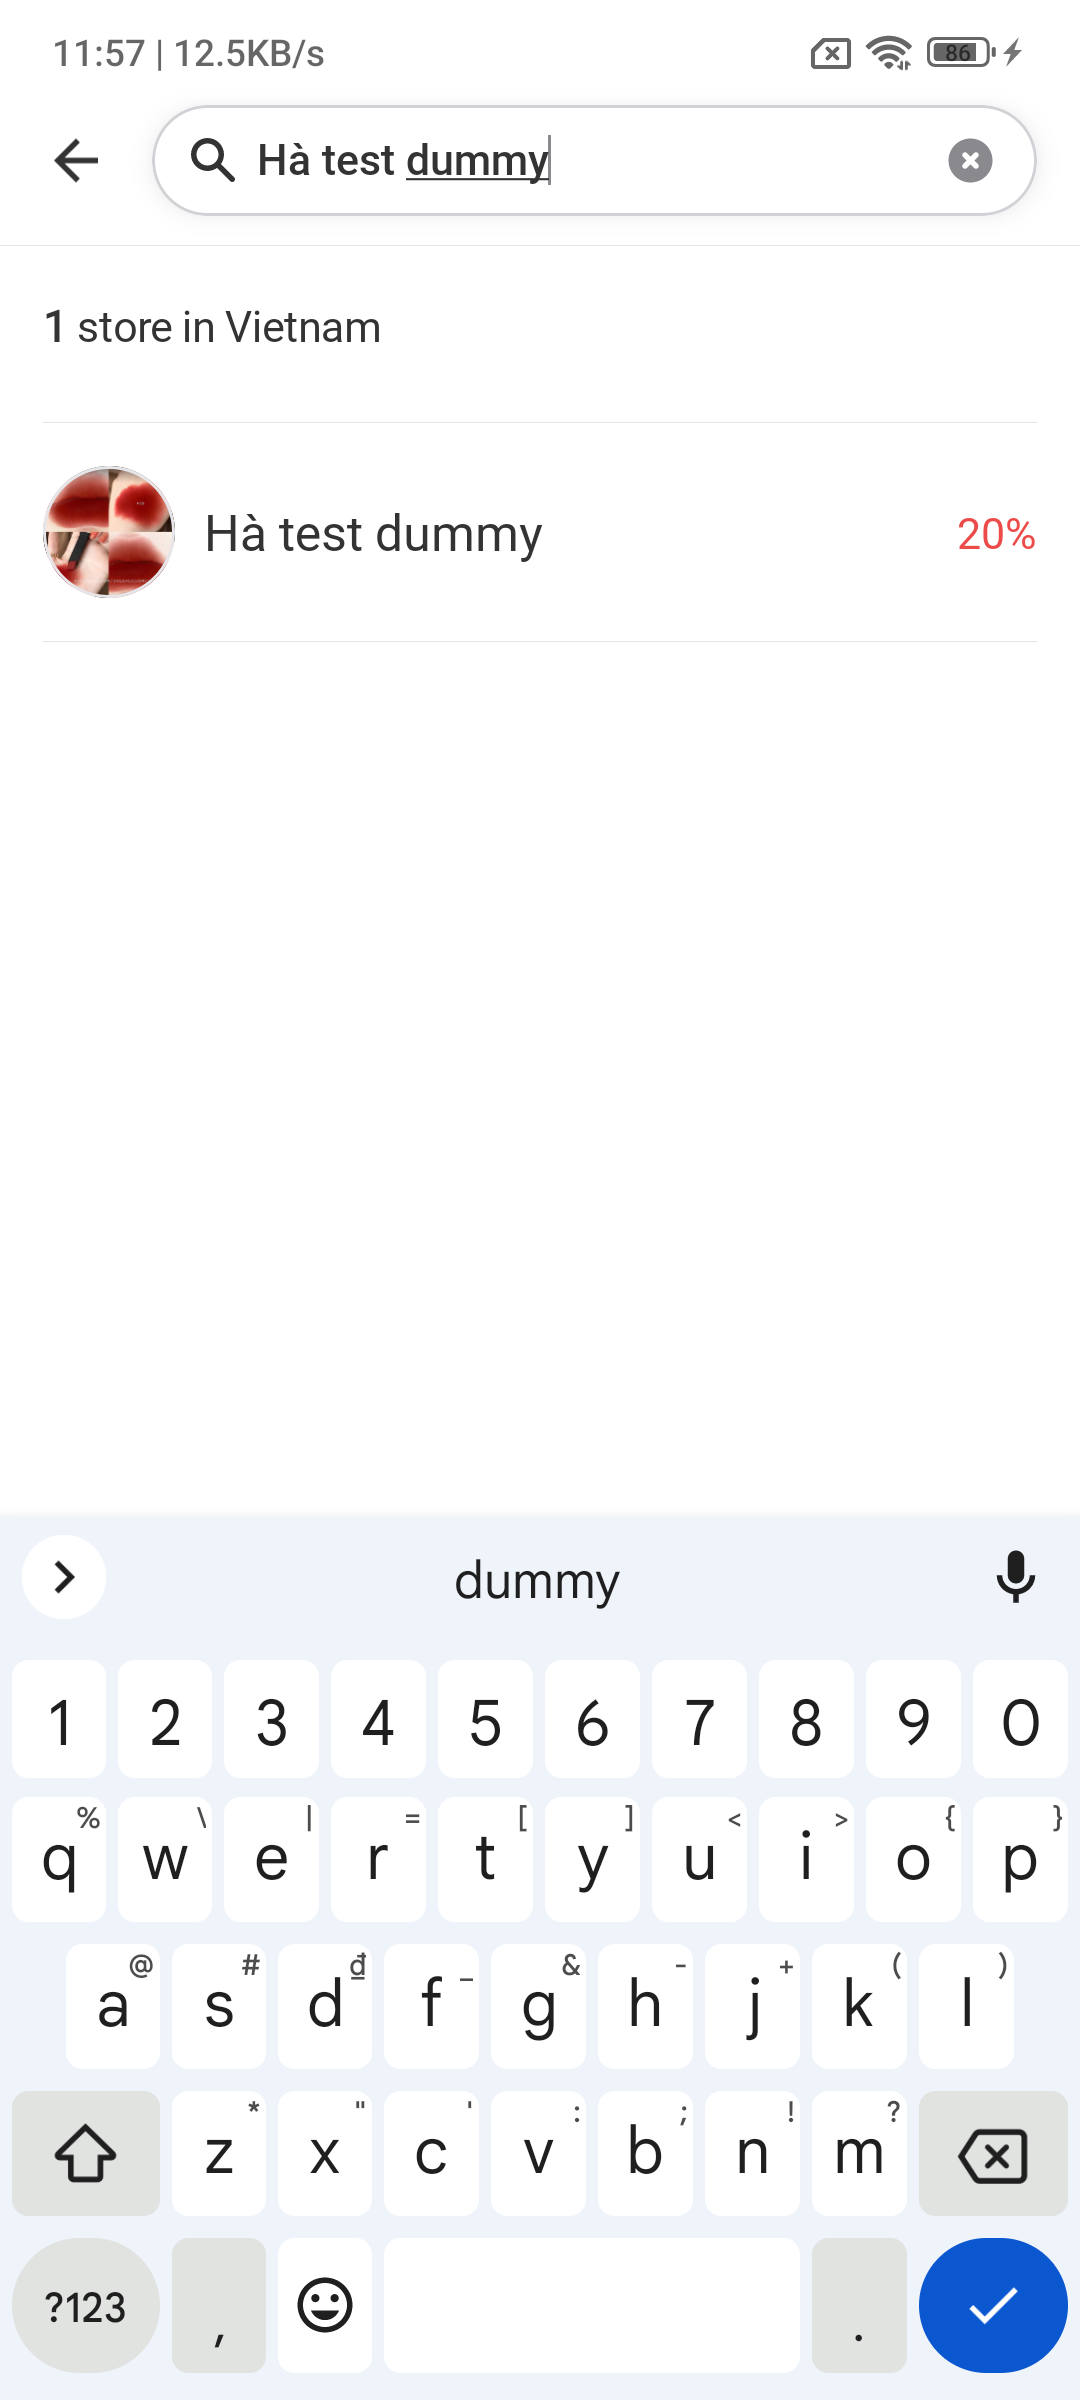 11:57 | 12.5KB/s 86
Hà test dummy
1 store in Vietnam
Hà test dummy 20%
dummy
1 2 3 4 5 6 7 8 9 0
% \ | = [ ] < > { }
q w e r t y u i o p
@ # ₫ _ & - + ( )
a s d f g h j k l
* " ' : ; ! ?
z x c v b n m
?123 , .